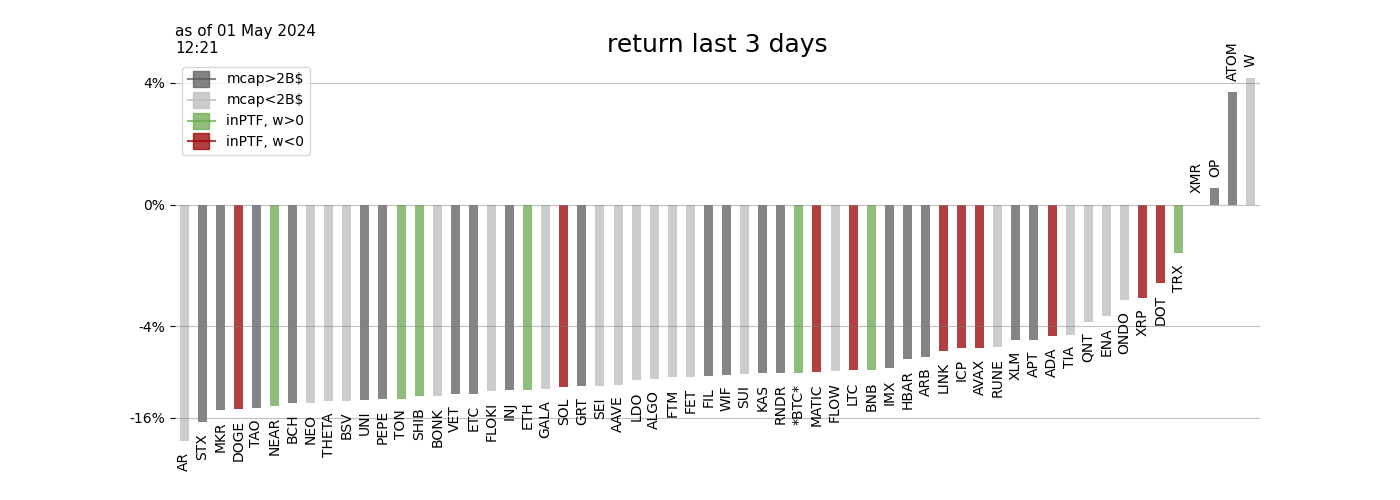 as of 01 May 2024
12:21
return last 3 days
mcap>2B$
mcap<2B$
inPTF, w>0
inPTF, w<0
4%
0%
-4%
-16%
AR
STX
MKR
DOGE
TAO
NEAR
BCH
NEO
THETA
BSV
UNI
PEPE
TON
SHIB
BONK
VET
ETC
FLOKI
INJ
ETH
GALA
SOL
GRT
SEI
AAVE
LDO
ALGO
FTM
FET
FIL
WIF
SUI
KAS
RNDR
*BTC*
MATIC
FLOW
LTC
BNB
IMX
HBAR
ARB
LINK
ICP
AVAX
RUNE
XLM
APT
ADA
TIA
QNT
ENA
ONDO
XRP
DOT
TRX
XMR
OP
ATOM
W